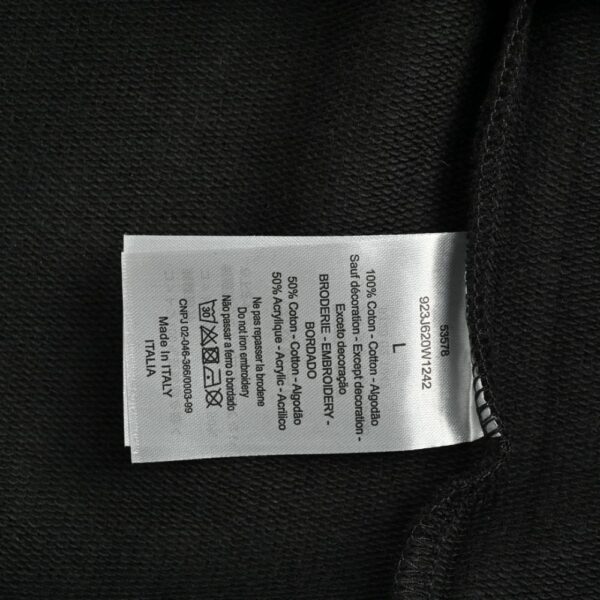 53578
923J620W1242
L
100% Coton - Cotton - Algodão
Sauf décoration - Except decoration -
Exceto decoração
BRODERIE - EMBROIDERY -
BORDADO
50% Coton - Cotton - Algodão
50% Acrylique - Acrylic - Acrílico
Ne pas repasser la broderie
Do not iron embroidery
Não passar a ferro o bordado
30
CNPJ 02-046-366/0003-99
Made In ITALY
ITALIA